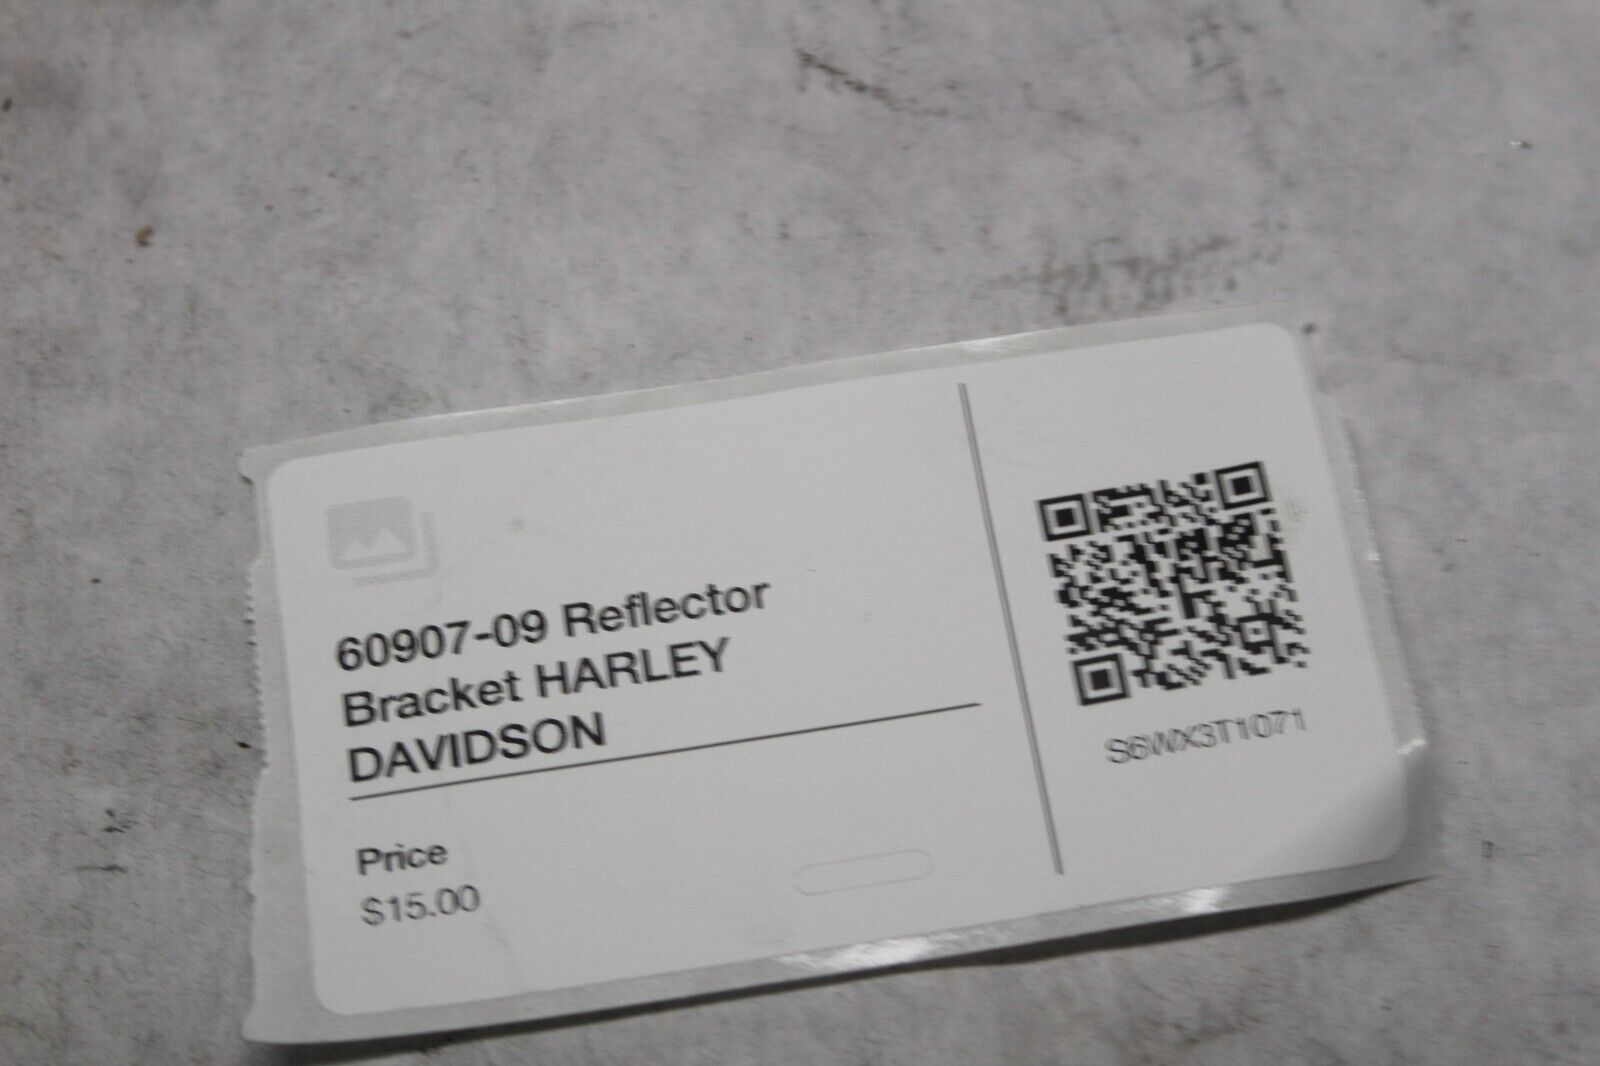 60907-09 Reflector
Bracket HARLEY
DAVIDSON
Price
$15.00
S6WX3T1071